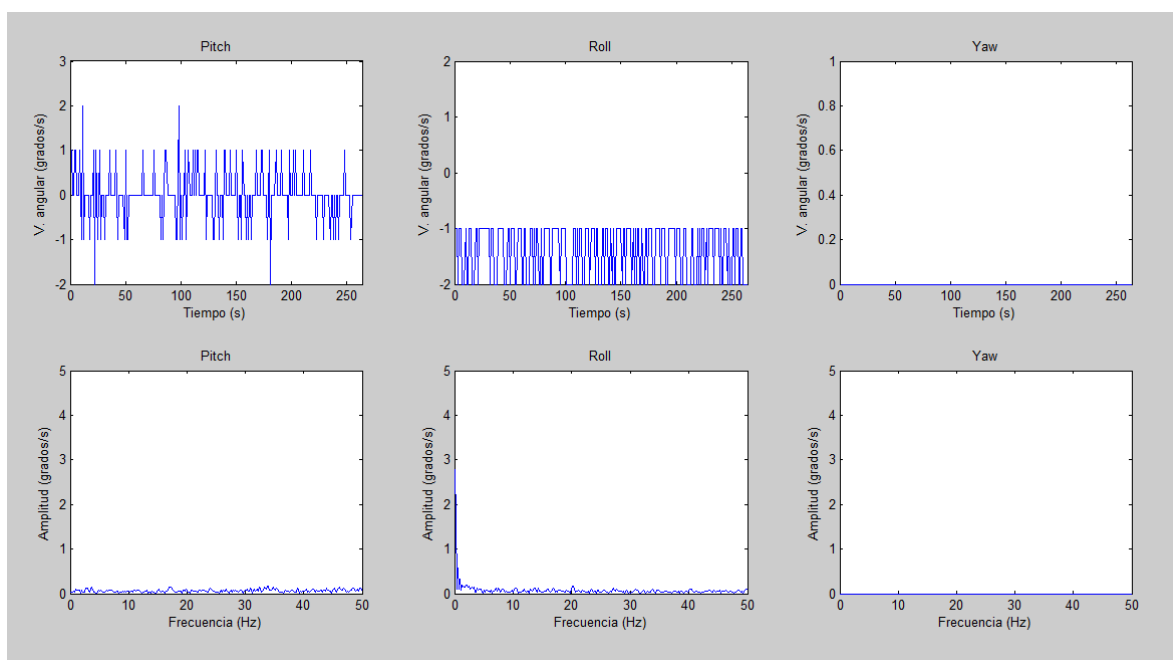 Pitch
3
2
1
0
-1
-2
V. angular (grados/s)
0 50 100 150 200 250
Tiempo (s)
Roll
2
1
0
-1
-2
V. angular (grados/s)
0 50 100 150 200 250
Tiempo (s)
Yaw
1
0.8
0.6
0.4
0.2
0
V. angular (grados/s)
0 50 100 150 200 250
Tiempo (s)
Pitch
5
4
3
2
1
0
Amplitud (grados/s)
0 10 20 30 40 50
Frecuencia (Hz)
Roll
5
4
3
2
1
0
Amplitud (grados/s)
0 10 20 30 40 50
Frecuencia (Hz)
Yaw
5
4
3
2
1
0
Amplitud (grados/s)
0 10 20 30 40 50
Frecuencia (Hz)